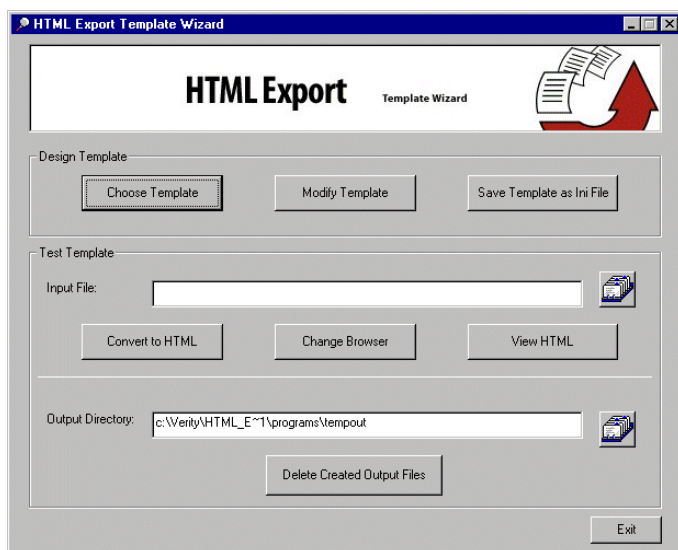 HTML Export Template Wizard
HTML Export Template Wizard
Design Template
Choose Template Modify Template Save Template as Ini File
Test Template
Input File:
Convert to HTML Change Browser View HTML
Output Directory: c:\Verity\HTML_E~1\programs\tempout
Delete Created Output Files
Exit